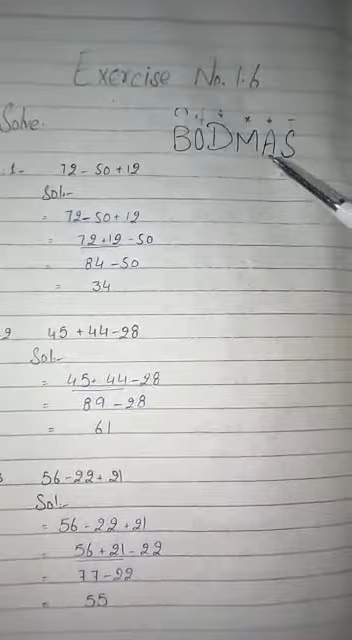 Exercise No. 1.6
Solve.
() ÷ × + -
BODMAS
1- 72 - 50 + 12
Sol:-
= 72 - 50 + 12
= 72 + 12 - 50
= 84 - 50
= 34
2 45 + 44 - 28
Sol:-
= 45 + 44 - 28
= 89 - 28
= 61
56 - 22 + 21
Sol:-
= 56 - 22 + 21
= 56 + 21 - 22
= 77 - 22
= 55